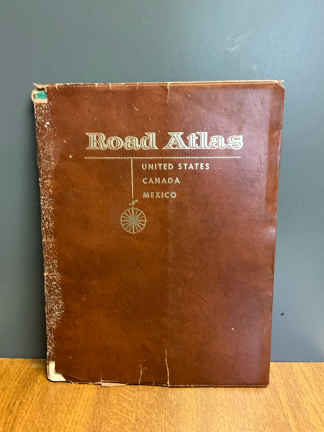 Road Atlas
UNITED STATES
CANADA
MEXICO